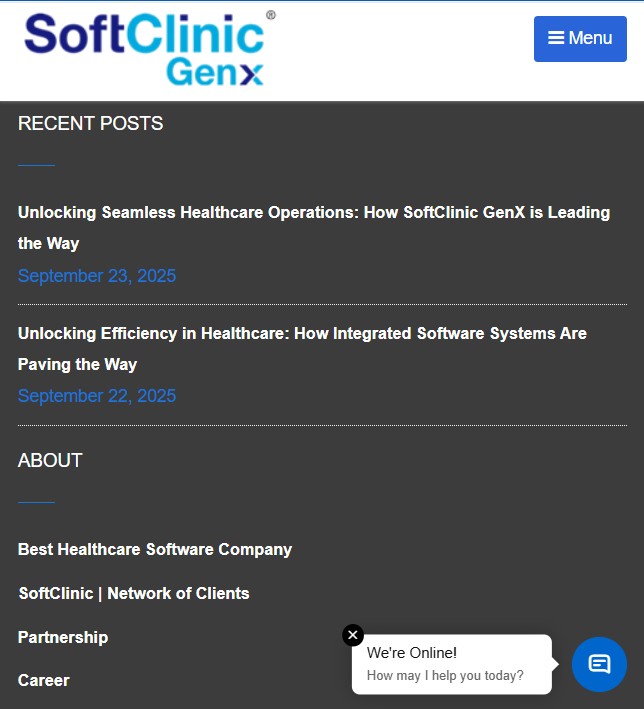 SoftClinic®
Genx
Menu
RECENT POSTS
Unlocking Seamless Healthcare Operations: How SoftClinic GenX is Leading
the Way
September 23, 2025
Unlocking Efficiency in Healthcare: How Integrated Software Systems Are
Paving the Way
September 22, 2025
ABOUT
Best Healthcare Software Company
SoftClinic | Network of Clients
Partnership
Career
We're Online!
How may I help you today?